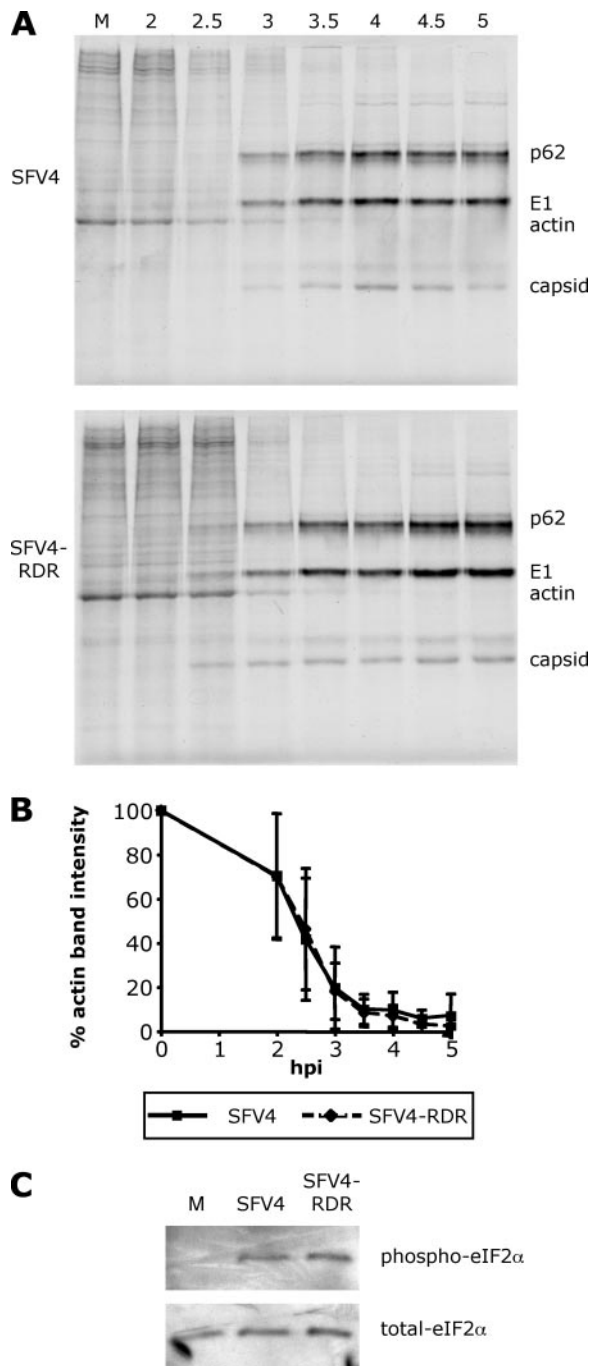 A
M 2 2.5 3 3.5 4 4.5 5
SFV4
p62
E1
actin
capsid
SFV4-
RDR
p62
E1
actin
capsid
B
% actin band intensity
100
80
60
40
20
0
0 1 2 3 4 5
hpi
SFV4 SFV4-RDR
C
M SFV4 SFV4-
RDR
phospho-eIF2α
total-eIF2α